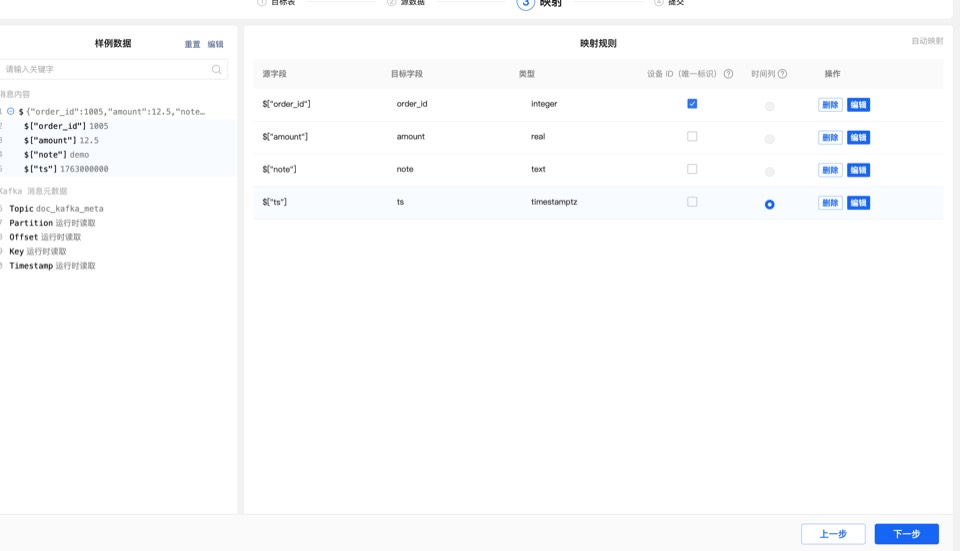 ① 目标表 ② 源数据 ③ 映射 ④ 提交
样例数据 重置 编辑
请输入关键字
消息内容
$ {"order_id":1005,"amount":12.5,"note…
$["order_id"] 1005
$["amount"] 12.5
$["note"] demo
$["ts"] 1763000000
Kafka 消息元数据
Topic doc_kafka_meta
Partition 运行时读取
Offset 运行时读取
Key 运行时读取
Timestamp 运行时读取
映射规则 自动映射
源字段 目标字段 类型 设备 ID（唯一标识） 时间列 操作
$["order_id"] order_id integer 删除 编辑
$["amount"] amount real 删除 编辑
$["note"] note text 删除 编辑
$["ts"] ts timestamptz 删除 编辑
上一步 下一步